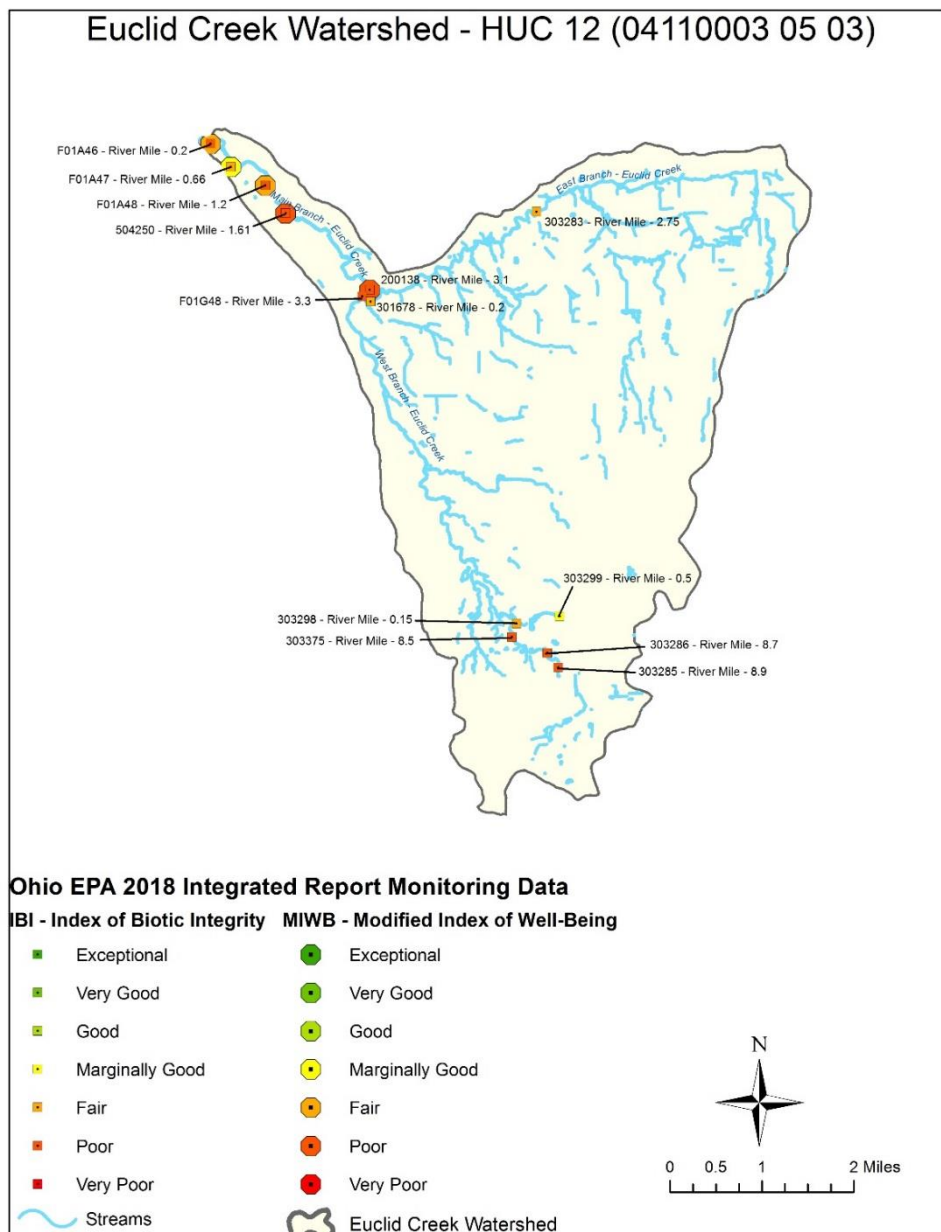 Euclid Creek Watershed - HUC 12 (04110003 05 03)
F01A46 - River Mile - 0.2
F01A47 - River Mile - 0.66
F01A48 - River Mile - 1.2
504250 - River Mile - 1.61
Main Branch - Euclid Creek
East Branch - Euclid Creek
303283 - River Mile - 2.75
200138 - River Mile - 3.1
F01G48 - River Mile - 3.3
301678 - River Mile - 0.2
West Branch - Euclid Creek
303299 - River Mile - 0.5
303298 - River Mile - 0.15
303375 - River Mile - 8.5
303286 - River Mile - 8.7
303285 - River Mile - 8.9
Ohio EPA 2018 Integrated Report Monitoring Data
IBI - Index of Biotic Integrity MIWB - Modified Index of Well-Being
Exceptional Exceptional
Very Good Very Good
Good Good
Marginally Good Marginally Good
Fair Fair
Poor Poor
Very Poor Very Poor
Streams Euclid Creek Watershed
N
0 0.5 1 2 Miles